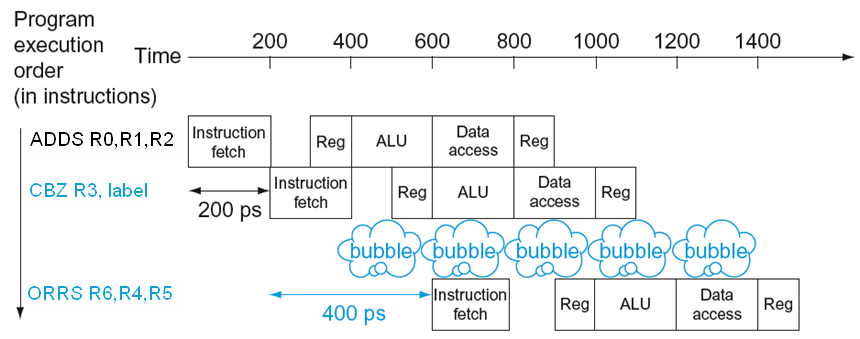 Program
execution
order
(in instructions)
Time
200 400 600 800 1000 1200 1400
ADDS R0,R1,R2
Instruction
fetch
Reg
ALU
Data
access
Reg
CBZ R3, label
200 ps
Instruction
fetch
Reg
ALU
Data
access
Reg
bubble bubble bubble bubble bubble
ORRS R6,R4,R5
400 ps
Instruction
fetch
Reg
ALU
Data
access
Reg